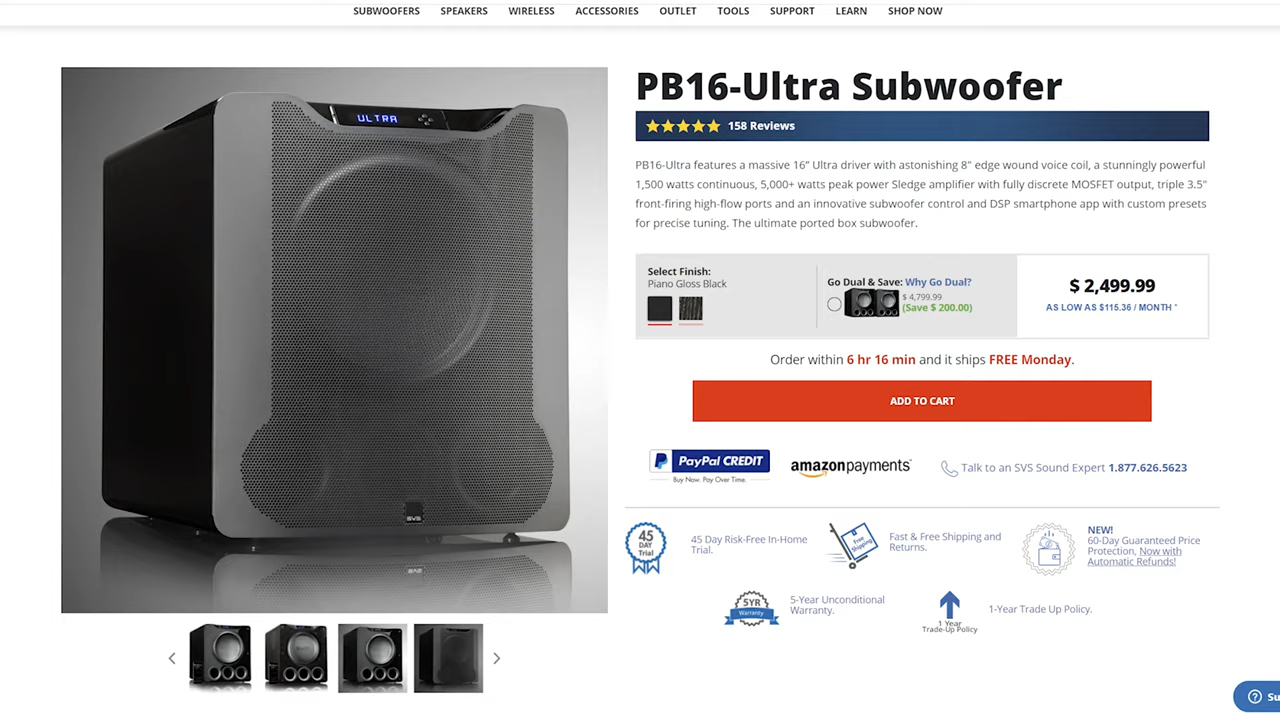 SUBWOOFERS SPEAKERS WIRELESS ACCESSORIES OUTLET TOOLS SUPPORT LEARN SHOP NOW
ULTRA
SVS
PB16-Ultra Subwoofer
158 Reviews
PB16-Ultra features a massive 16" Ultra driver with astonishing 8" edge wound voice coil, a stunningly powerful
1,500 watts continuous, 5,000+ watts peak power Sledge amplifier with fully discrete MOSFET output, triple 3.5"
front-firing high-flow ports and an innovative subwoofer control and DSP smartphone app with custom presets
for precise tuning. The ultimate ported box subwoofer.
Select Finish:
Piano Gloss Black
Go Dual & Save: Why Go Dual?
$ 4,799.99
(Save $ 200.00)
$ 2,499.99
AS LOW AS $115.36 / MONTH *
Order within 6 hr 16 min and it ships FREE Monday.
ADD TO CART
PayPal CREDIT
Buy Now. Pay Over Time.
amazonpayments™
Talk to an SVS Sound Expert 1.877.626.5623
45
DAY
Trial
45 Day Risk-Free In-Home
Trial.
Free
Shipping
Fast & Free Shipping and
Returns.
NEW!
60-Day Guaranteed Price
Protection, Now with
Automatic Refunds!
5YR
Warranty
5-Year Unconditional
Warranty.
1 Year
Trade-Up Policy
1-Year Trade Up Policy.
Su